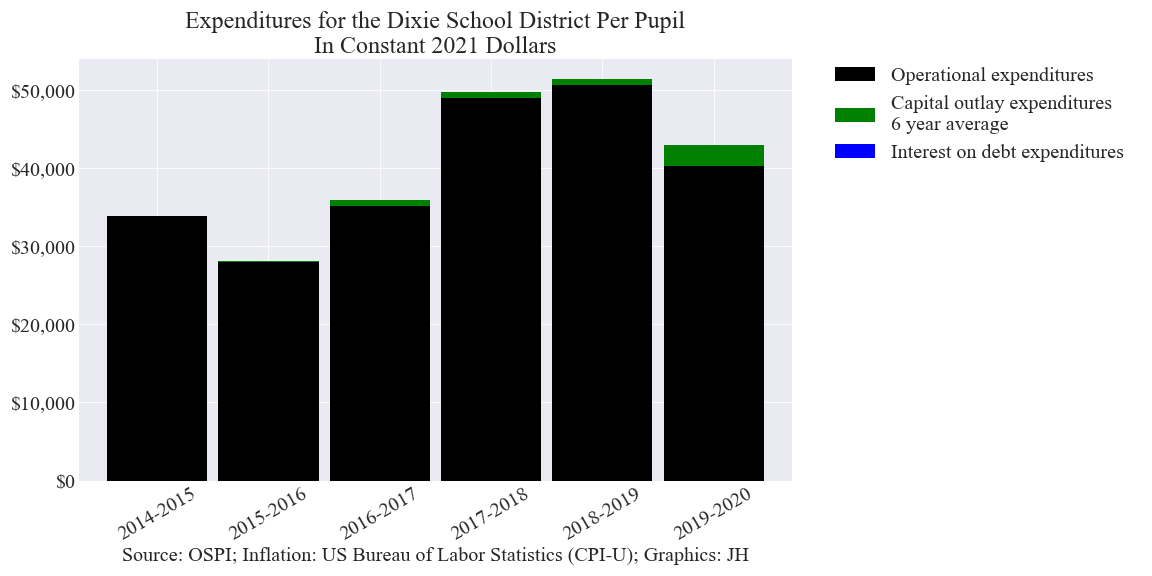 Expenditures for the Dixie School District Per Pupil
In Constant 2021 Dollars
$50,000
$40,000
$30,000
$20,000
$10,000
$0
2014-2015
2015-2016
2016-2017
2017-2018
2018-2019
2019-2020
Source: OSPI; Inflation: US Bureau of Labor Statistics (CPI-U); Graphics: JH
Operational expenditures
Capital outlay expenditures
6 year average
Interest on debt expenditures